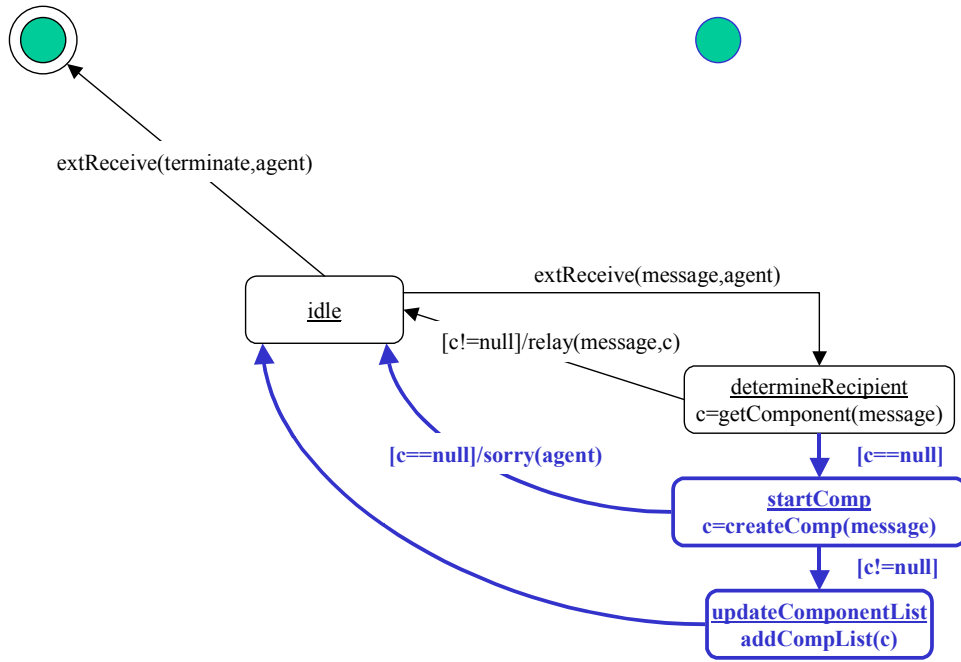 extReceive(terminate,agent)
extReceive(message,agent)
idle
[c!=null]/relay(message,c)
determineRecipient
c=getComponent(message)
[c==null]/sorry(agent)
[c==null]
startComp
c=createComp(message)
[c!=null]
updateComponentList
addCompList(c)